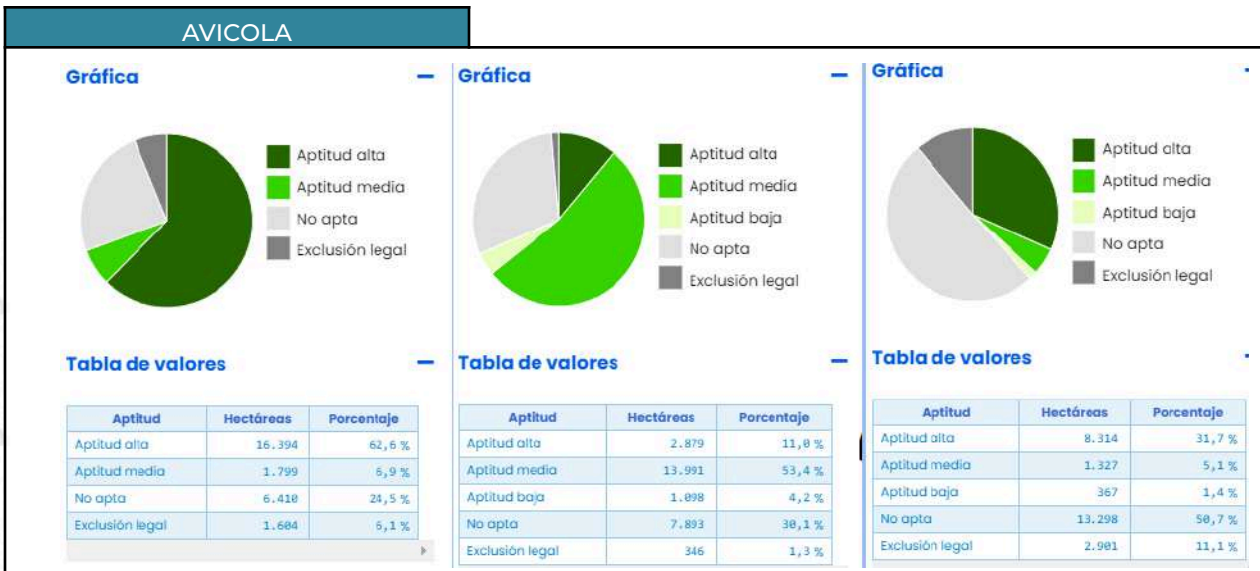 AVICOLA
Gráfica
Aptitud alta
Aptitud media
No apta
Exclusión legal
Tabla de valores
Aptitud Hectáreas Porcentaje
Aptitud alta 16.394 62,6 %
Aptitud media 1.799 6,9 %
No apta 6.410 24,5 %
Exclusión legal 1.604 6,1 %
Gráfica
Aptitud alta
Aptitud media
Aptitud baja
No apta
Exclusión legal
Tabla de valores
Aptitud Hectáreas Porcentaje
Aptitud alta 2.879 11,0 %
Aptitud media 13.991 53,4 %
Aptitud baja 1.098 4,2 %
No apta 7.893 30,1 %
Exclusión legal 346 1,3 %
Gráfica
Aptitud alta
Aptitud media
Aptitud baja
No apta
Exclusión legal
Tabla de valores
Aptitud Hectáreas Porcentaje
Aptitud alta 8.314 31,7 %
Aptitud media 1.327 5,1 %
Aptitud baja 367 1,4 %
No apta 13.298 50,7 %
Exclusión legal 2.901 11,1 %